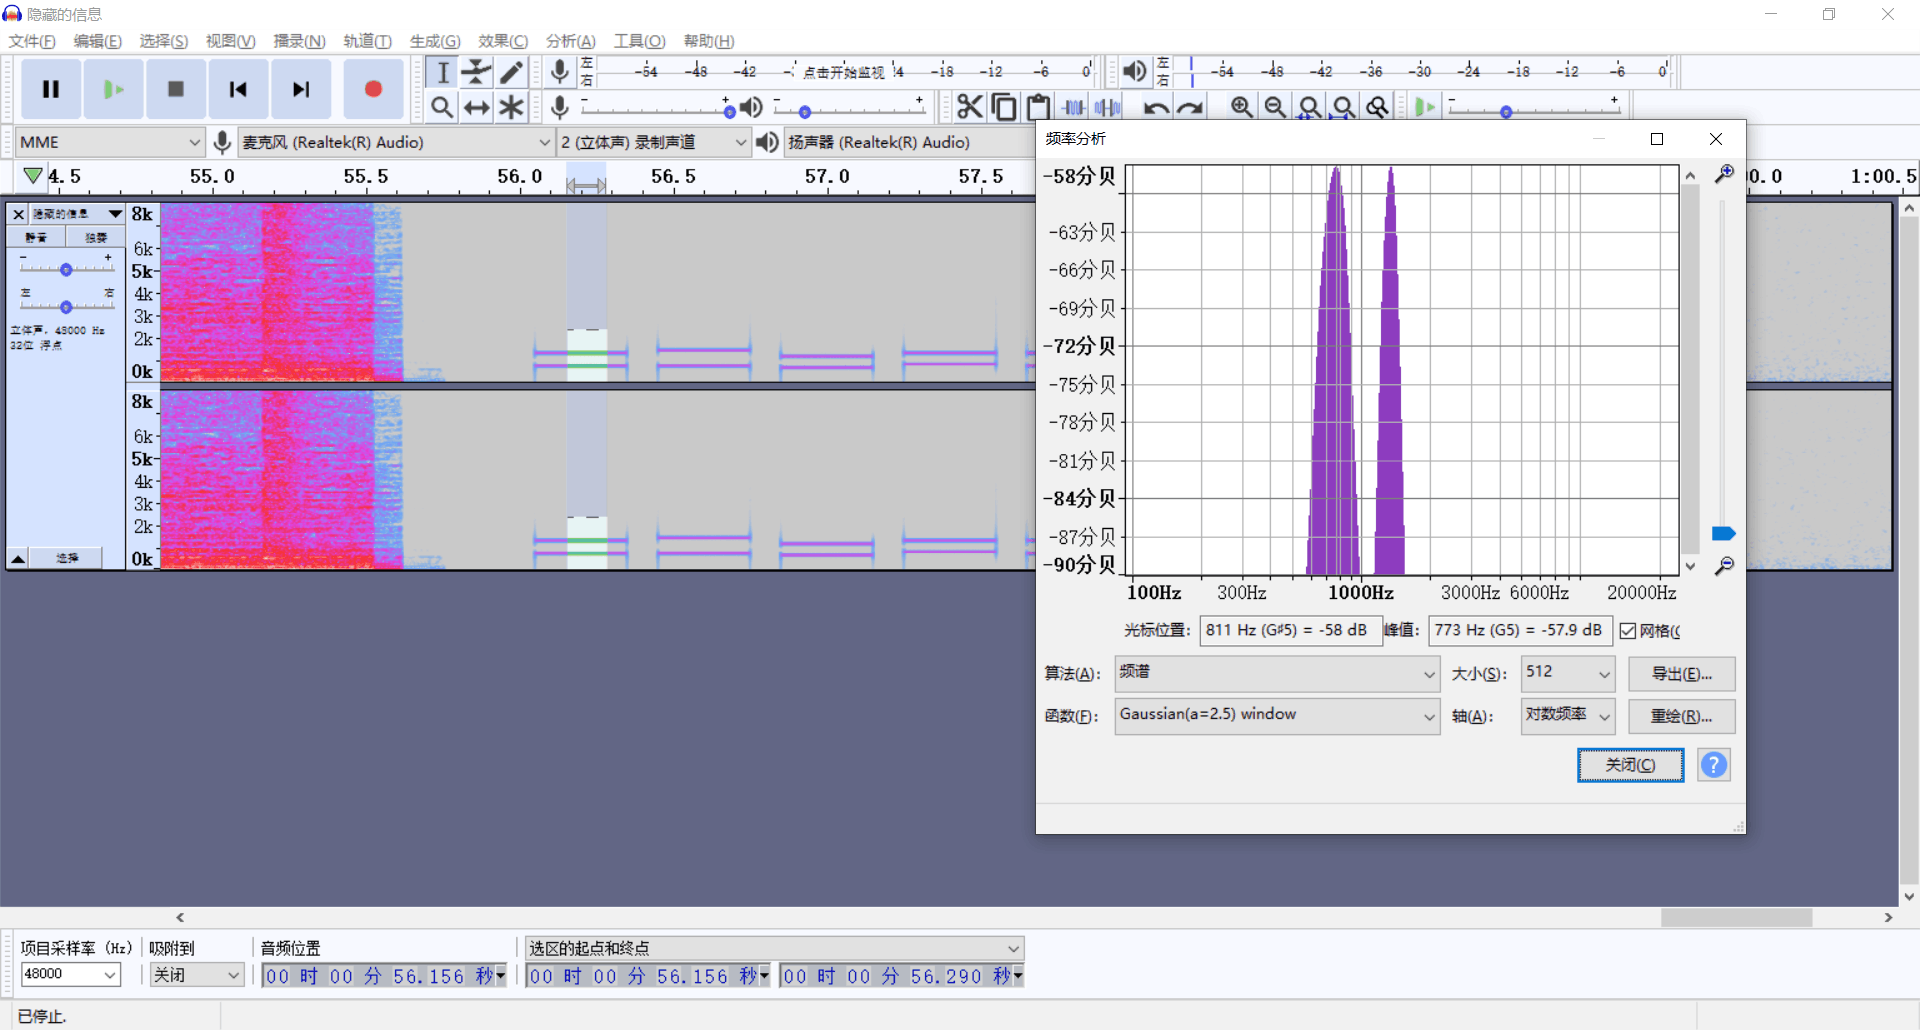 隐藏的信息
文件(F) 编辑(E) 选择(S) 视图(V) 播录(N) 轨道(T) 生成(G) 效果(C) 分析(A) 工具(O) 帮助(H)
左 右 -54 -48 -42 点击开始监视 -18 -12 -6 0
左 右 -54 -48 -42 -36 -30 -24 -18 -12 -6 0
MME 麦克风 (Realtek(R) Audio) 2 (立体声) 录制声道 扬声器 (Realtek(R) Audio)
4.5 55.0 55.5 56.0 56.5 57.0 57.5 1:00.5
隐藏的信息
静音 独奏
- +
左 右
立体声, 48000 Hz
32位 浮点
选择
8k
6k
5k
4k
3k
2k
0k
8k
6k
5k
4k
3k
2k
0k
频率分析
-58分贝
-63分贝
-66分贝
-69分贝
-72分贝
-75分贝
-78分贝
-81分贝
-84分贝
-87分贝
-90分贝
100Hz 300Hz 1000Hz 3000Hz 6000Hz 20000Hz
光标位置: 811 Hz (G♯5) = -58 dB 峰值: 773 Hz (G5) = -57.9 dB 网格(
算法(A): 频谱 大小(S): 512 导出(E)...
函数(F): Gaussian(a=2.5) window 轴(A): 对数频率 重绘(R)...
关闭(C) ?
项目采样率 (Hz) 吸附到 音频位置 选区的起点和终点
48000 关闭 00 时 00 分 56.156 秒 00 时 00 分 56.156 秒 00 时 00 分 56.290 秒
已停止.